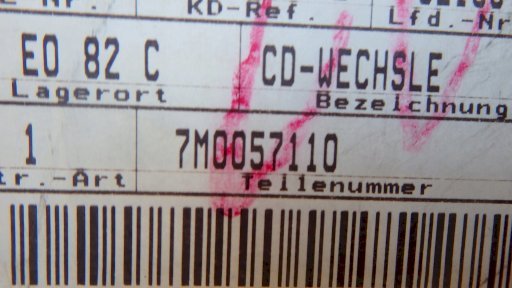 KD-Ref. Lfd.-Nr
EO 82 C CD-WECHSLE
Lagerort Bezeichnung
1 7M0057110
tr.-Art Teilenummer